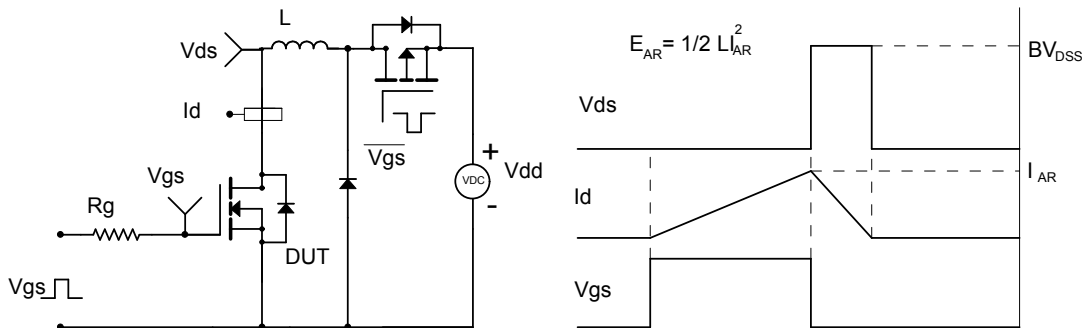 L
Vds
Id
Vgs
Rg
DUT
Vgs
Vgs
VDC
+
Vdd
-
E_AR = 1/2 LI_AR^2
Vds
BV_DSS
Id
I_AR
Vgs